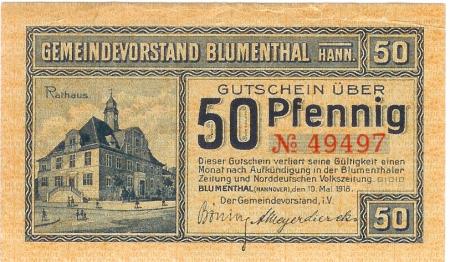 GEMEINDEVORSTAND BLUMENTHAL HANN. 50
Rathaus.
GUTSCHEIN ÜBER
50 Pfennig
№ 49497
Dieser Gutschein verliert seine Gültigkeit einen
Monat nach Aufkündigung in der Blumenthaler
Zeitung und Norddeutschen Volkszeitung.
BLUMENTHAL (HANNOVER), den 10. Mai. 1918.
Der Gemeindevorstand, i.V.
50